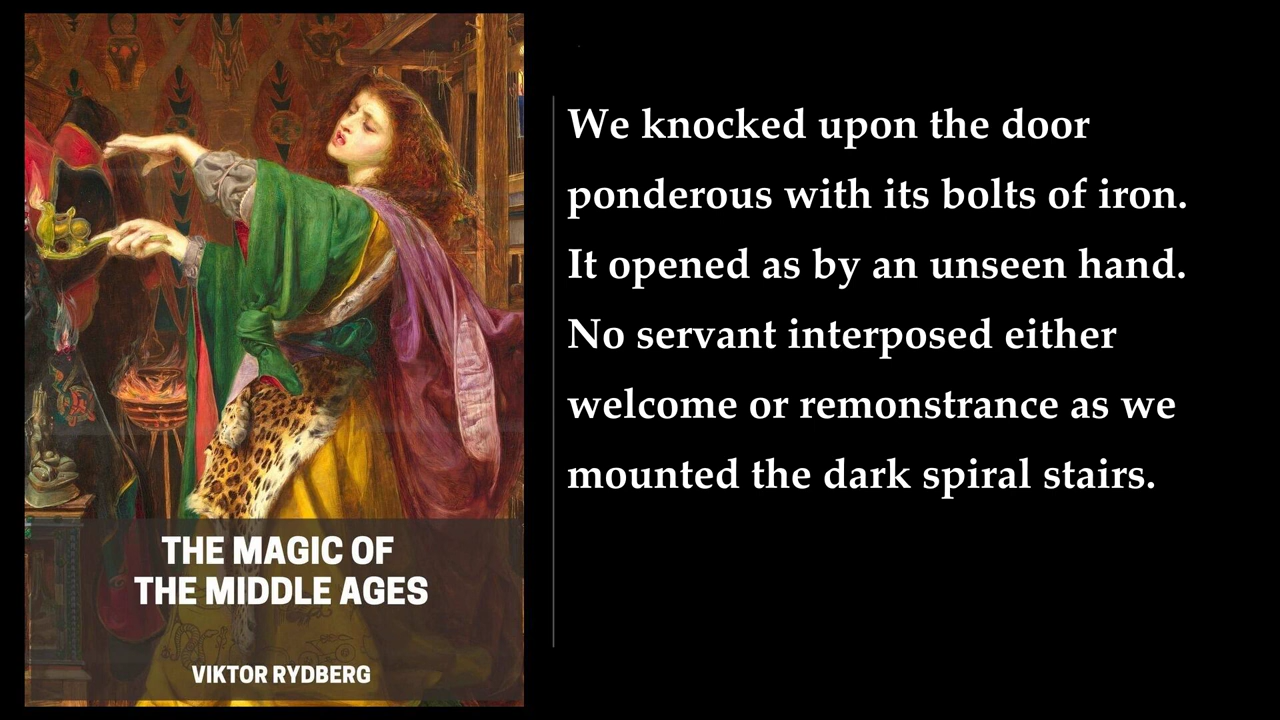 THE MAGIC OF
THE MIDDLE AGES
VIKTOR RYDBERG
We knocked upon the door
ponderous with its bolts of iron.
It opened as by an unseen hand.
No servant interposed either
welcome or remonstrance as we
mounted the dark spiral stairs.